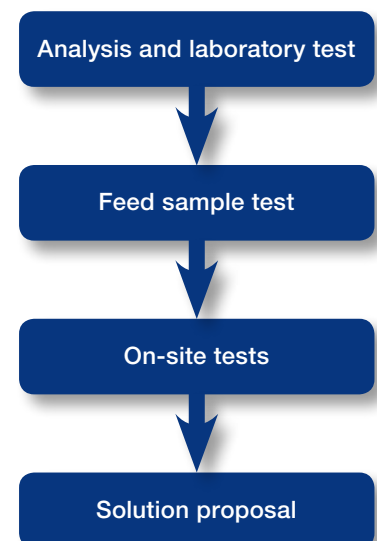 Analysis and laboratory test
Feed sample test
On-site tests
Solution proposal